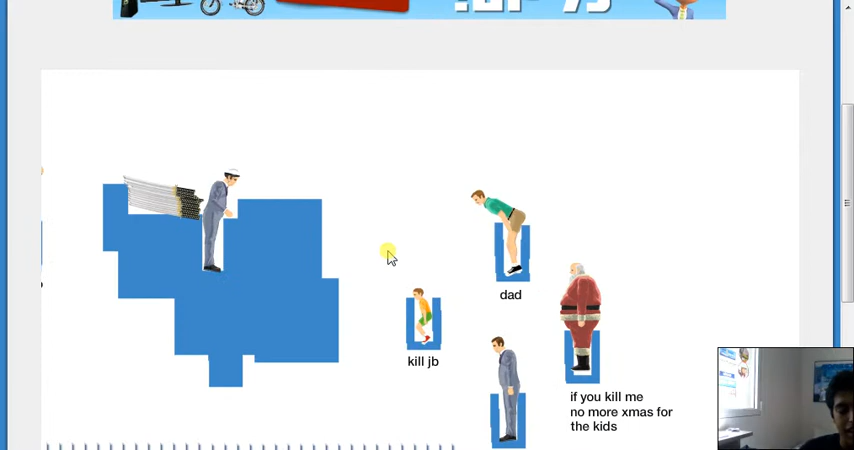 dad
kill jb
if you kill me
no more xmas for
the kids